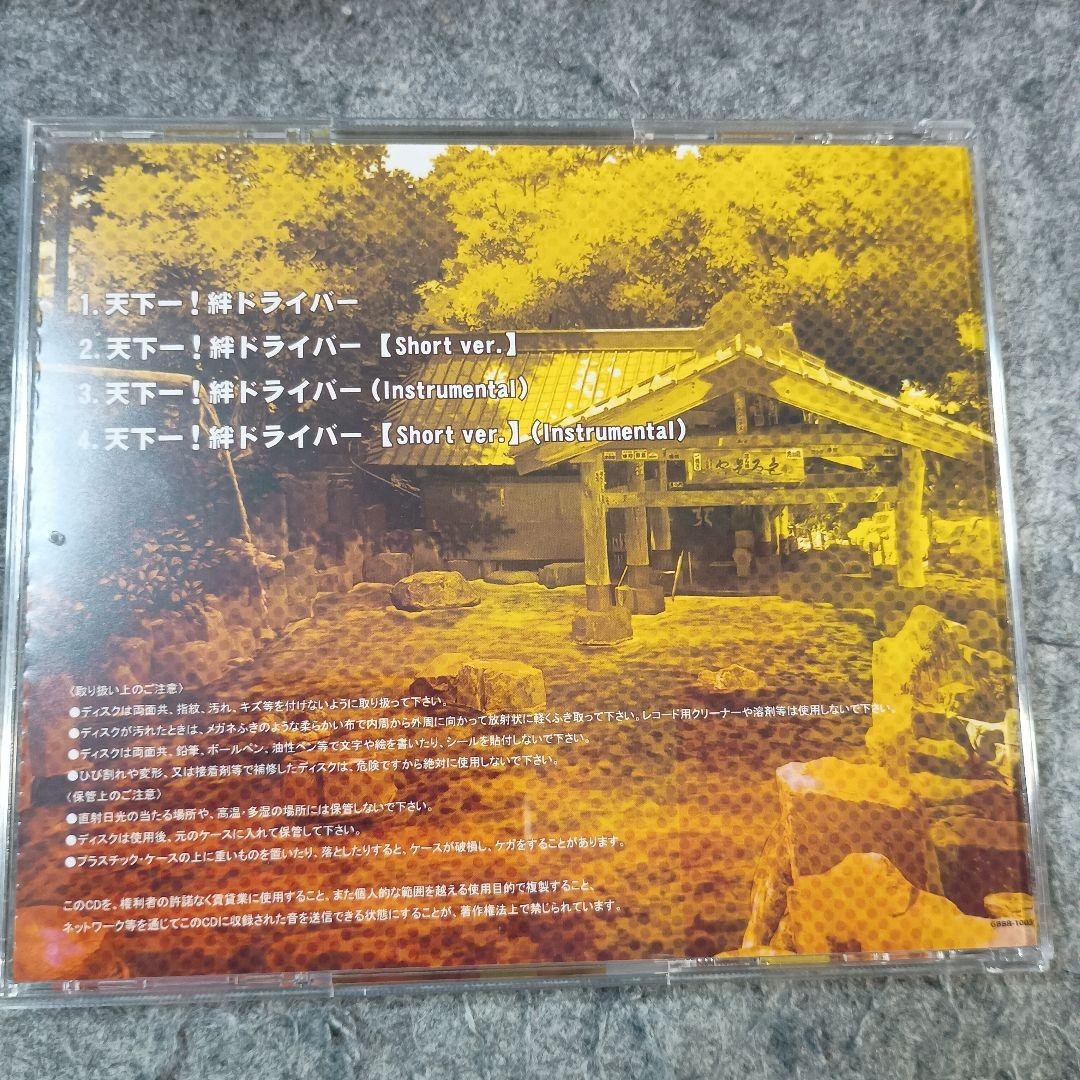 1. 天下一！絆ドライバー
2. 天下一！絆ドライバー【Short ver.】
3. 天下一！絆ドライバー（Instrumental）
4. 天下一！絆ドライバー【Short ver.】（Instrumental）
〈取り扱い上のご注意〉
●ディスクは両面共、指紋、汚れ、キズ等を付けないように取り扱って下さい。
●ディスクが汚れたときは、メガネふきのような柔らかい布で内周から外周に向かって放射状に軽くふき取って下さい。レコード用クリーナーや溶剤等は使用しないで下さい。
●ディスクは両面共、鉛筆、ボールペン、油性ペン等で文字や絵を書いたり、シールを貼付しないで下さい。
●ひび割れや変形、又は接着剤等で補修したディスクは、危険ですから絶対に使用しないで下さい。
〈保管上のご注意〉
●直射日光の当たる場所や、高温・多湿の場所には保管しないで下さい。
●ディスクは使用後、元のケースに入れて保管して下さい。
●プラスチック・ケースの上に重いものを置いたり、落としたりすると、ケースが破損し、ケガをすることがあります。
このCDを、権利者の許諾なく賃貸業に使用すること、また個人的な範囲を越える使用目的で複製すること、
ネットワーク等を通じてこのCDに収録された音を送信できる状態にすることが、著作権法上で禁じられています。